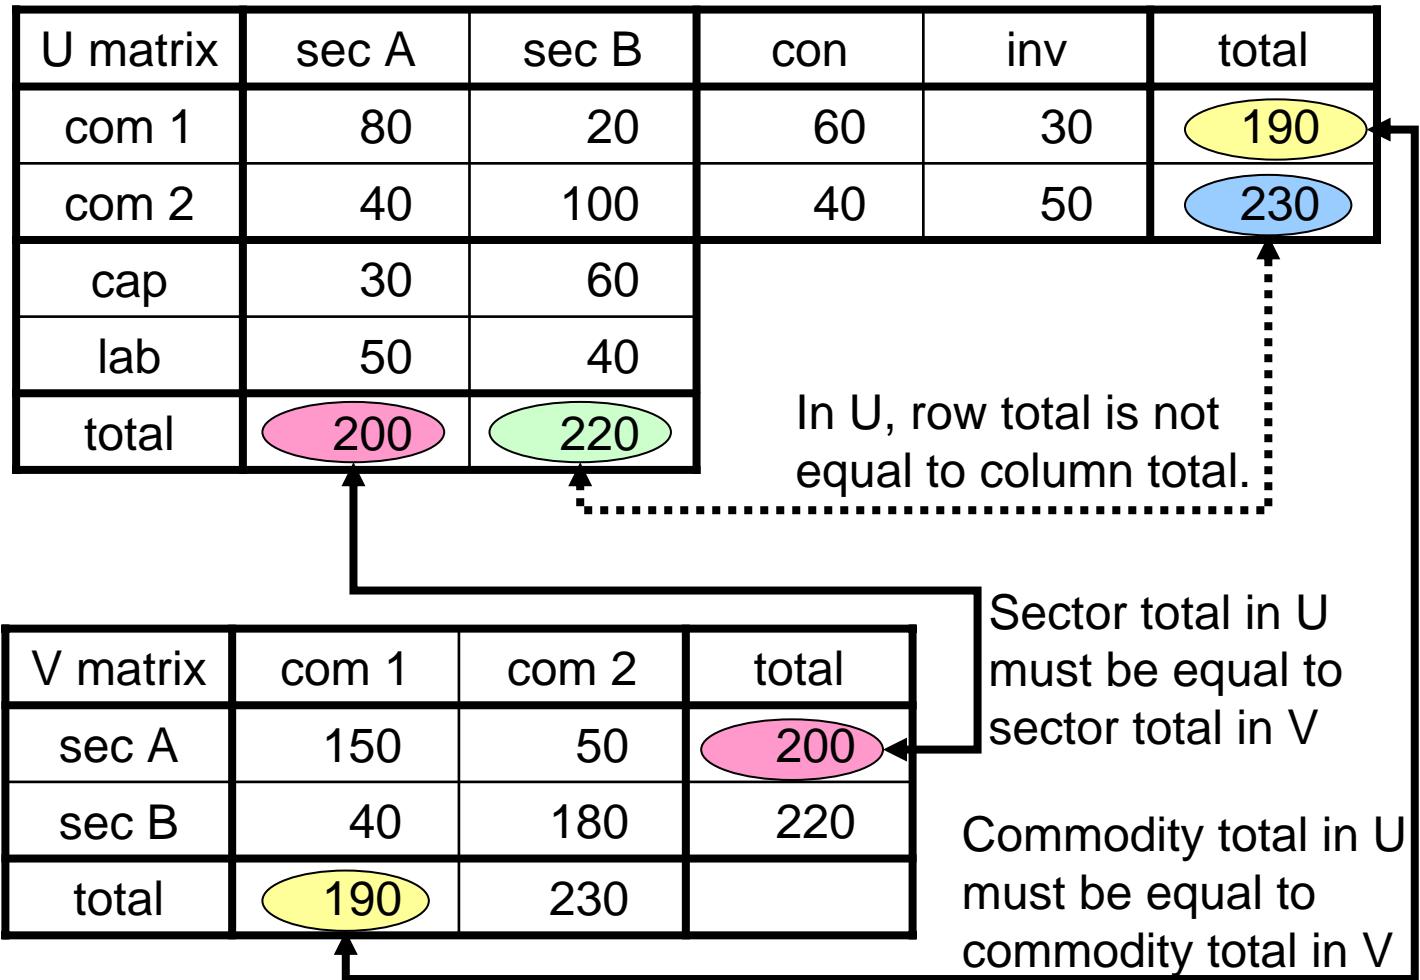 U matrix sec A sec B con inv total
com 1 80 20 60 30 190
com 2 40 100 40 50 230
cap 30 60
lab 50 40
total 200 220
In U, row total is not
equal to column total.
Sector total in U
must be equal to
sector total in V
V matrix com 1 com 2 total
sec A 150 50 200
sec B 40 180 220
total 190 230
Commodity total in U
must be equal to
commodity total in V